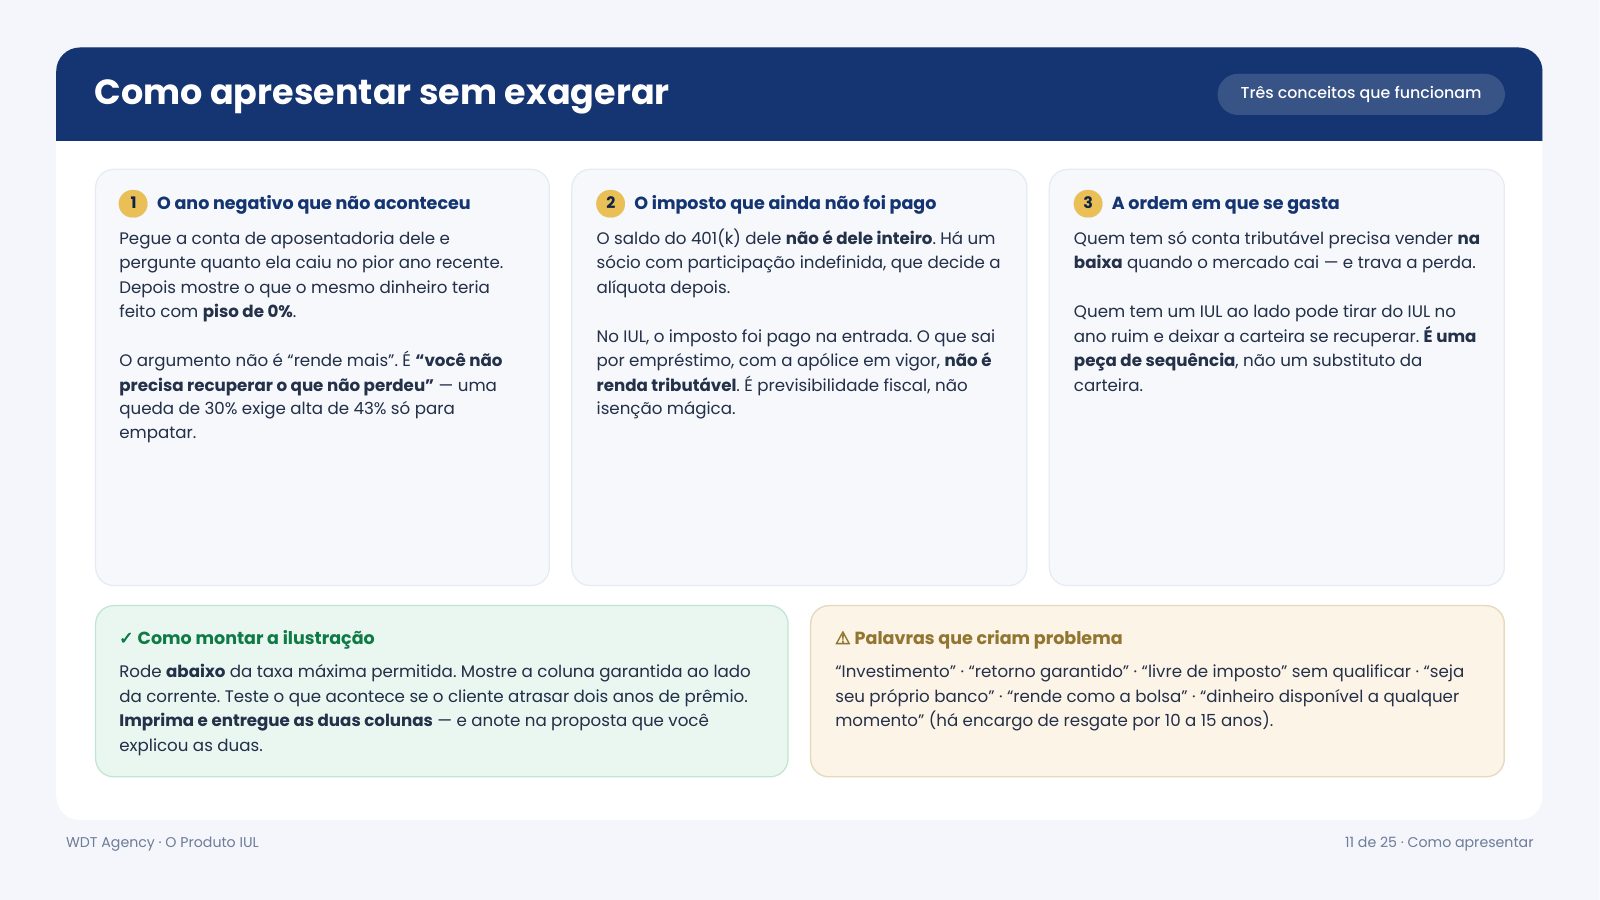 Como apresentar sem exagerar
Três conceitos que funcionam
1 O ano negativo que não aconteceu
Pegue a conta de aposentadoria dele e
pergunte quanto ela caiu no pior ano recente.
Depois mostre o que o mesmo dinheiro teria
feito com piso de 0%.
O argumento não é “rende mais”. É “você não
precisa recuperar o que não perdeu” — uma
queda de 30% exige alta de 43% só para
empatar.
2 O imposto que ainda não foi pago
O saldo do 401(k) dele não é dele inteiro. Há um
sócio com participação indefinida, que decide a
alíquota depois.
No IUL, o imposto foi pago na entrada. O que sai
por empréstimo, com a apólice em vigor, não é
renda tributável. É previsibilidade fiscal, não
isenção mágica.
3 A ordem em que se gasta
Quem tem só conta tributável precisa vender na
baixa quando o mercado cai — e trava a perda.
Quem tem um IUL ao lado pode tirar do IUL no
ano ruim e deixar a carteira se recuperar. É uma
peça de sequência, não um substituto da
carteira.
✓ Como montar a ilustração
Rode abaixo da taxa máxima permitida. Mostre a coluna garantida ao lado
da corrente. Teste o que acontece se o cliente atrasar dois anos de prêmio.
Imprima e entregue as duas colunas — e anote na proposta que você
explicou as duas.
⚠ Palavras que criam problema
“Investimento” · “retorno garantido” · “livre de imposto” sem qualificar · “seja
seu próprio banco” · “rende como a bolsa” · “dinheiro disponível a qualquer
momento” (há encargo de resgate por 10 a 15 anos).
WDT Agency · O Produto IUL
11 de 25 · Como apresentar